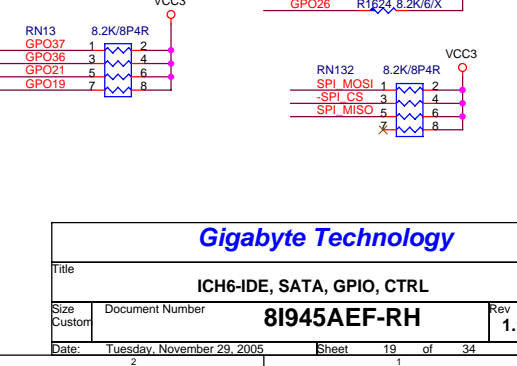 VCC3
GPO26 R1624 8.2K/6/X
RN13 8.2K/8P4R
GPO37 1 2
GPO36 3 4
GPO21 5 6
GPO19 7 8
VCC3
RN132 8.2K/8P4R
SPI_MOSI 1 2
-SPI_CS 3 4
SPI_MISO 5 6
7 8
Gigabyte Technology
Title
ICH6-IDE, SATA, GPIO, CTRL
Size Document Number Rev
Custom 8I945AEF-RH 1.
Date: Tuesday, November 29, 2005 Sheet 19 of 34
2 1